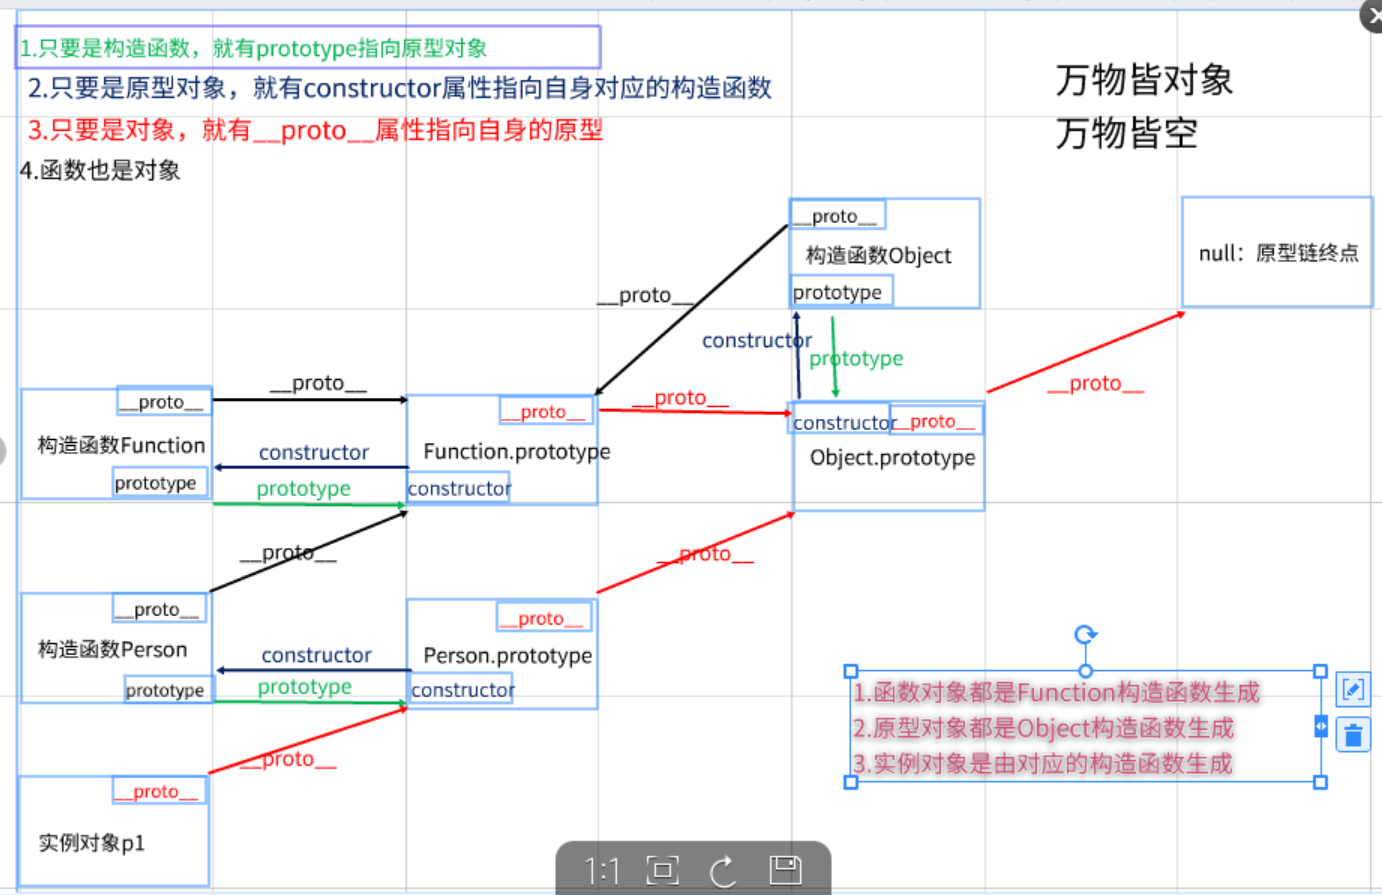 1.只要是构造函数，就有prototype指向原型对象
2.只要是原型对象，就有constructor属性指向自身对应的构造函数
3.只要是对象，就有__proto__属性指向自身的原型
4.函数也是对象
万物皆对象
万物皆空
__proto__
构造函数Object
prototype
null：原型链终点
__proto__
constructor
prototype
__proto__
__proto__
__proto__
构造函数Function
prototype
constructor
prototype
__proto__
Function.prototype
constructor
__proto__
constructor
__proto__
Object.prototype
__proto__
__proto__
__proto__
构造函数Person
prototype
constructor
prototype
__proto__
Person.prototype
constructor
__proto__
__proto__
实例对象p1
1.函数对象都是Function构造函数生成
2.原型对象都是Object构造函数生成
3.实例对象是由对应的构造函数生成
1:1